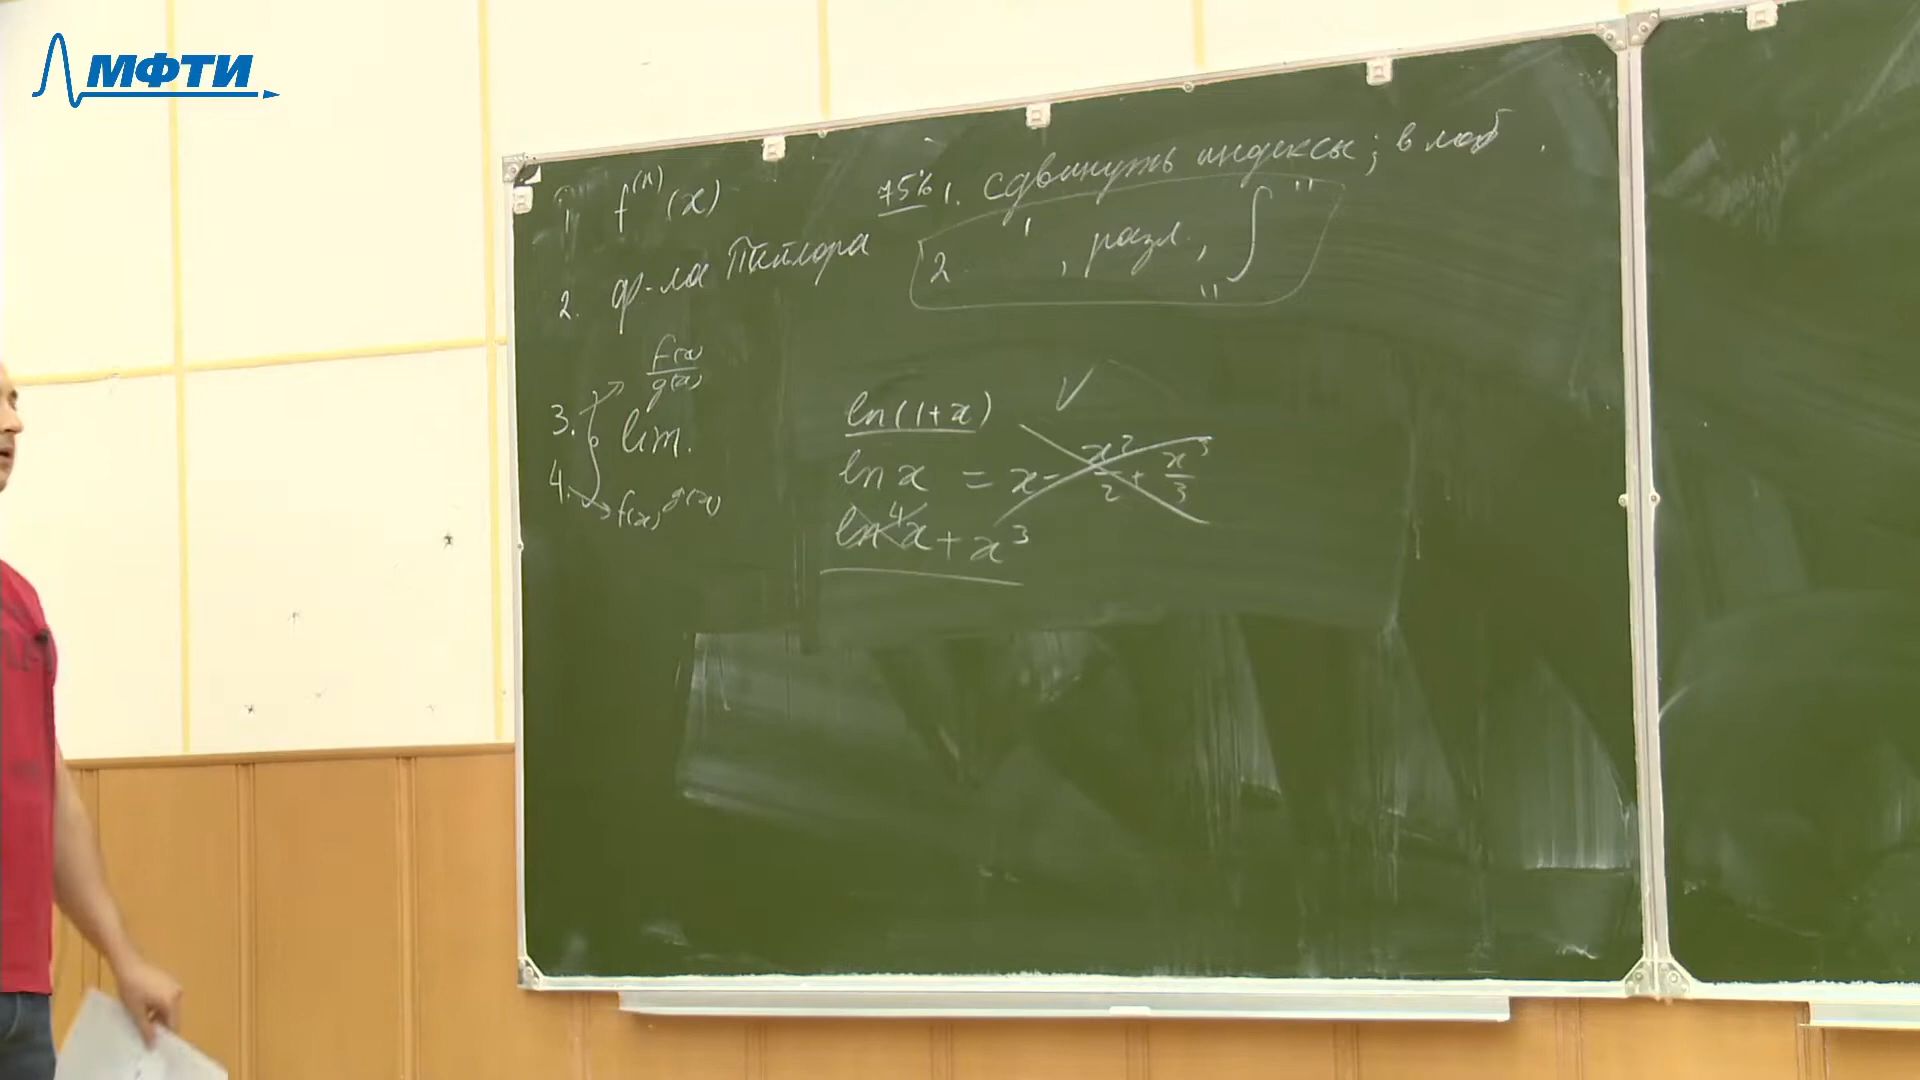 МФТИ
1. f^(n)(x)
75% 1. сдвинуть индексы; в лоб.
2. ф-ла Тейлора
2. ′, разл., "∫"
3. lim. f(x)/g(x)
4. f(x)^g(x)
ln(1+x) V
ln x = x - x²/2 + x³/3
ln⁴x + x³